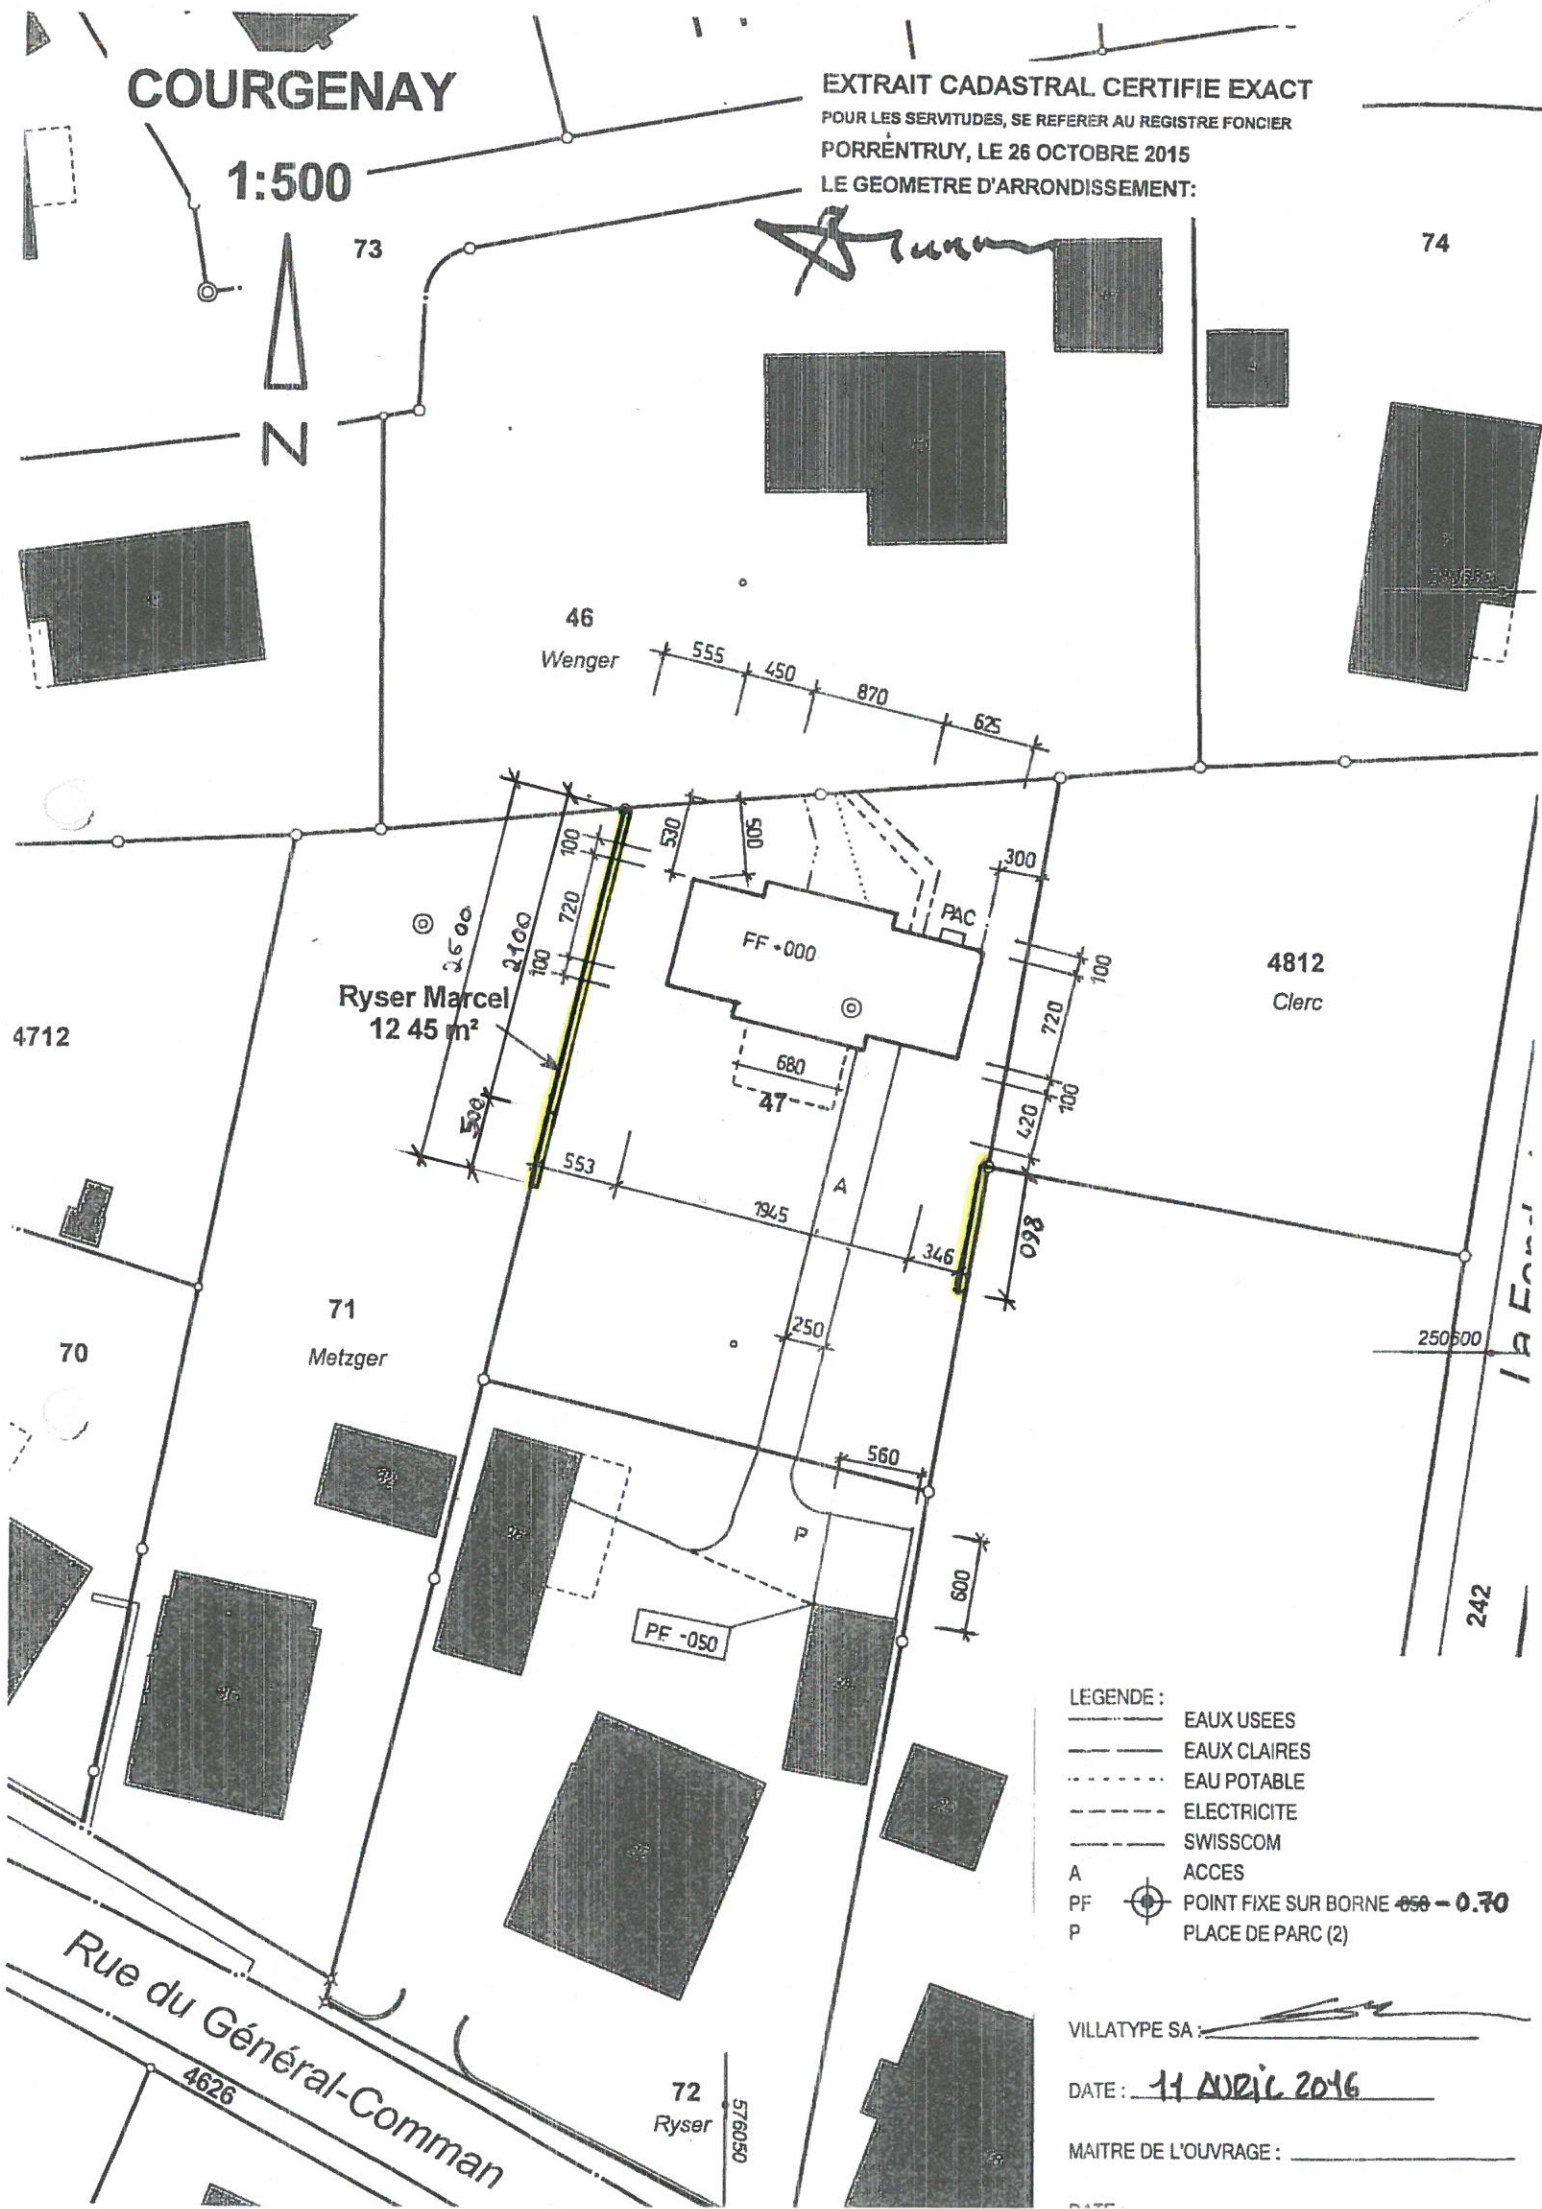 COURGENAY
1:500
N
EXTRAIT CADASTRAL CERTIFIE EXACT
POUR LES SERVITUDES, SE REFERER AU REGISTRE FONCIER
PORRENTRUY, LE 26 OCTOBRE 2015
LE GEOMETRE D'ARRONDISSEMENT:
73
74
46
Wenger
555
450
870
625
100
720
100
2600
2100
500
530
500
300
PAC
FF +000
Ryser Marcel
12 45 m²
4712
4812
Clerc
100
720
100
420
860
680
47
553
1945
346
A
250
71
Metzger
70
250600
560
P
600
PF -050
242
LEGENDE :
EAUX USEES
EAUX CLAIRES
EAU POTABLE
ELECTRICITE
SWISSCOM
A ACCES
PF POINT FIXE SUR BORNE -050 - 0.70
P PLACE DE PARC (2)
VILLATYPE SA :
DATE : 11 AVRIL 2016
MAITRE DE L'OUVRAGE :
Rue du Général-Comman
4626
72
Ryser
576050